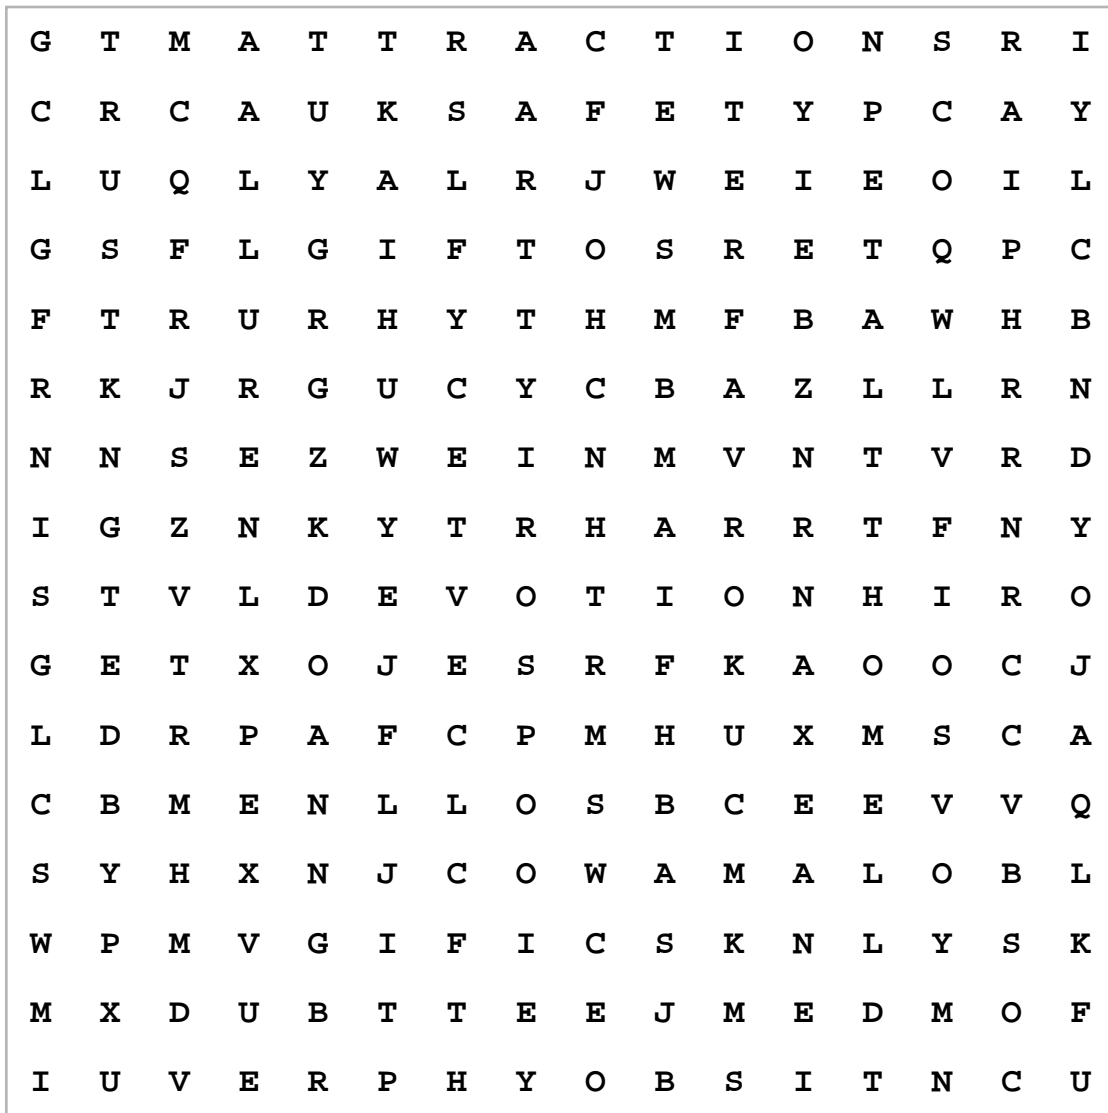 G T M A T T R A C T I O N S R I
C R C A U K S A F E T Y P C A Y
L U Q L Y A L R J W E I E O I L
G S F L G I F T O S R E T Q P C
F T R U R H Y T H M F B A W H B
R K J R G U C Y C B A Z L L R N
N N S E Z W E I N M V N T V R D
I G Z N K Y T R H A R R T F N Y
S T V L D E V O T I O N H I R O
G E T X O J E S R F K A O O C J
L D R P A F C P M H U X M S C A
C B M E N L L O S B C E E V V Q
S Y H X N J C O W A M A L O B L
W P M V G I F I C S K N L Y S K
M X D U B T T E E J M E D M O F
I U V E R P H Y O B S I T N C U